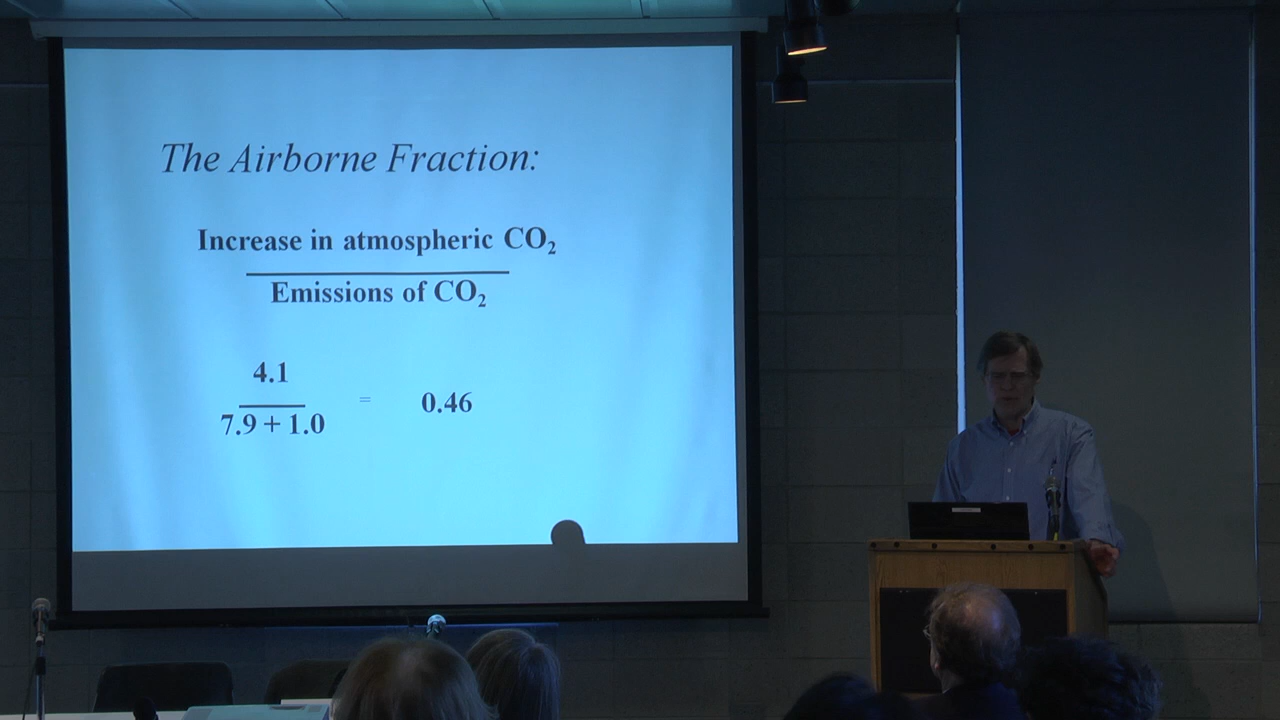 The Airborne Fraction:
Increase in atmospheric CO₂
Emissions of CO₂
4.1
7.9 + 1.0
= 0.46